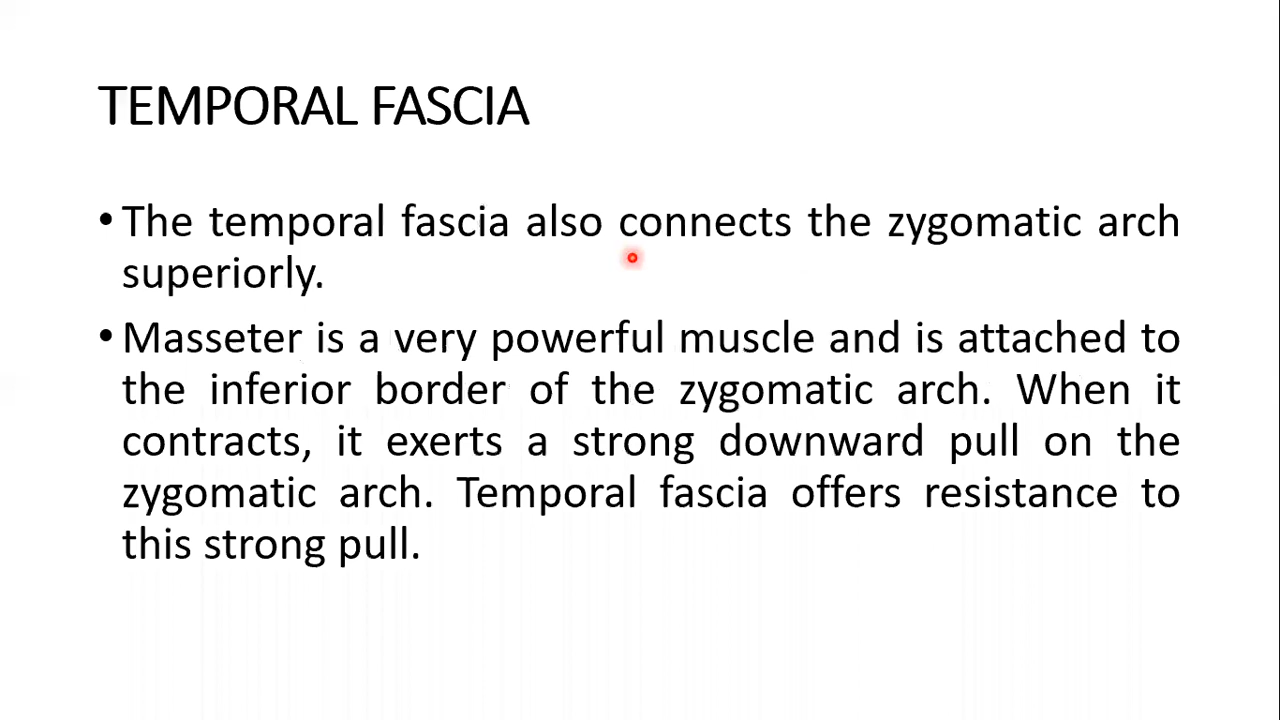 TEMPORAL FASCIA
•The temporal fascia also connects the zygomatic arch
superiorly.
•Masseter is a very powerful muscle and is attached to
the inferior border of the zygomatic arch. When it
contracts, it exerts a strong downward pull on the
zygomatic arch. Temporal fascia offers resistance to
this strong pull.